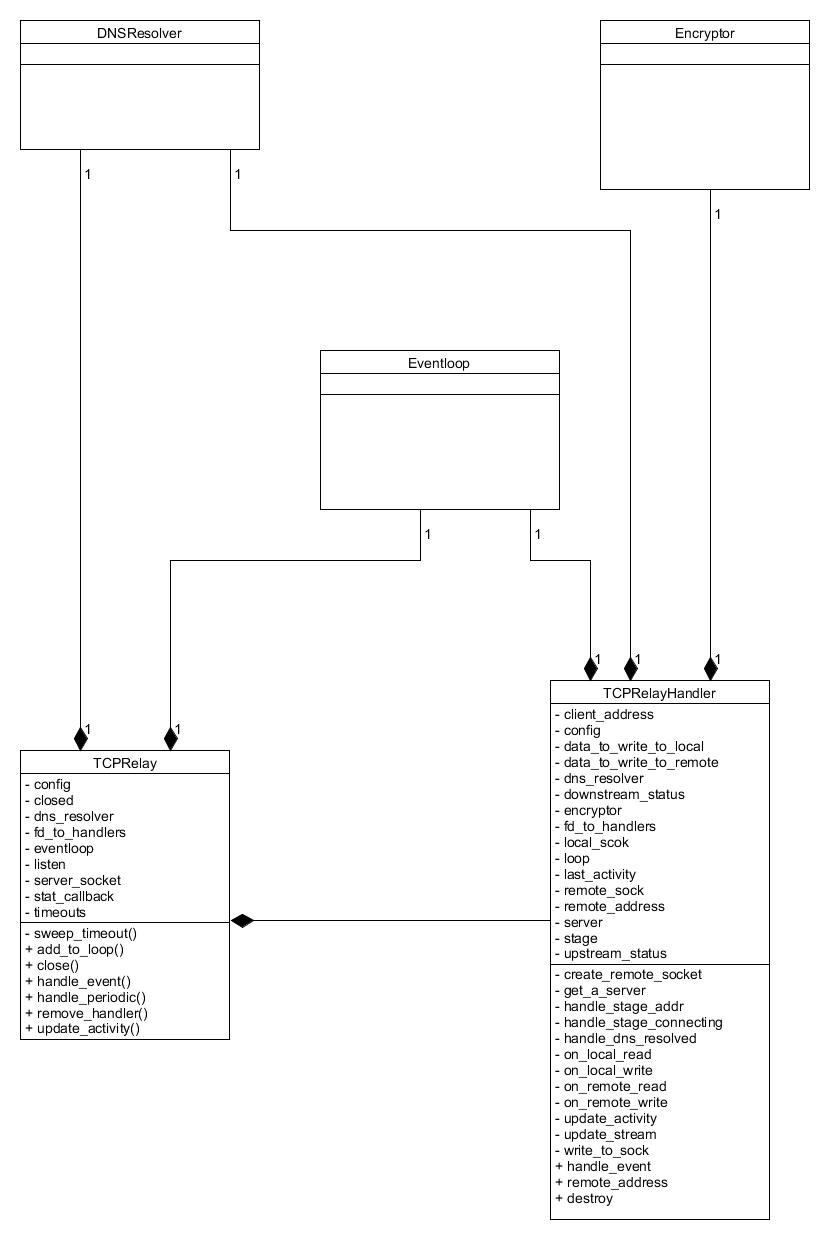 DNSResolver
Encryptor
1
1
1
Eventloop
1
1
1
1
1
TCPRelayHandler
- client_address
- config
- data_to_write_to_local
- data_to_write_to_remote
- dns_resolver
- downstream_status
- encryptor
- fd_to_handlers
- local_scok
- loop
- last_activity
- remote_sock
- remote_address
- server
- stage
- upstream_status
- create_remote_socket
- get_a_server
- handle_stage_addr
- handle_stage_connecting
- handle_dns_resolved
- on_local_read
- on_local_write
- on_remote_read
- on_remote_write
- update_activity
- update_stream
- write_to_sock
+ handle_event
+ remote_address
+ destroy
1
1
TCPRelay
- config
- closed
- dns_resolver
- fd_to_handlers
- eventloop
- listen
- server_socket
- stat_callback
- timeouts
- sweep_timeout()
+ add_to_loop()
+ close()
+ handle_event()
+ handle_periodic()
+ remove_handler()
+ update_activity()